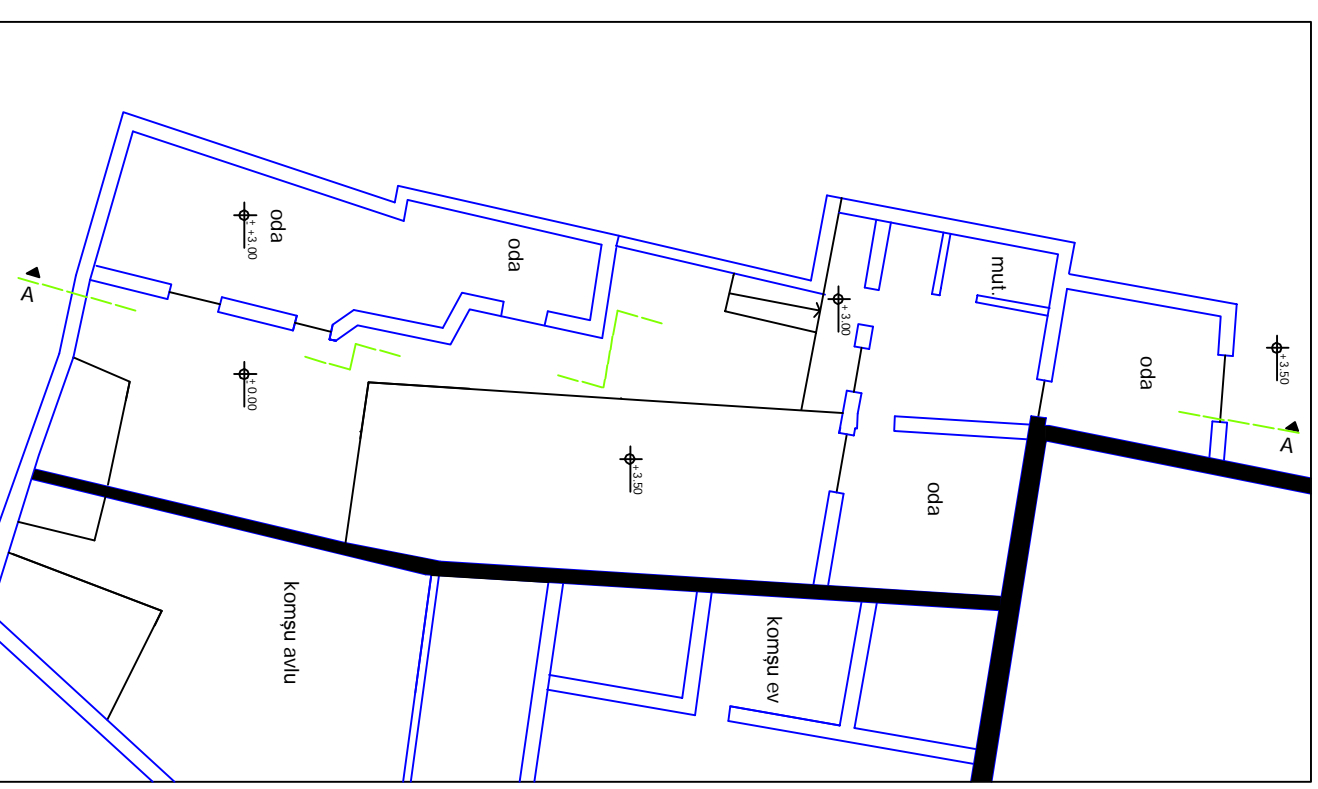 oda
+ +3.00
oda
mut.
+3.00
oda
+3.50
A
A
+0.00
+3.50
oda
komşu avlu
komşu ev